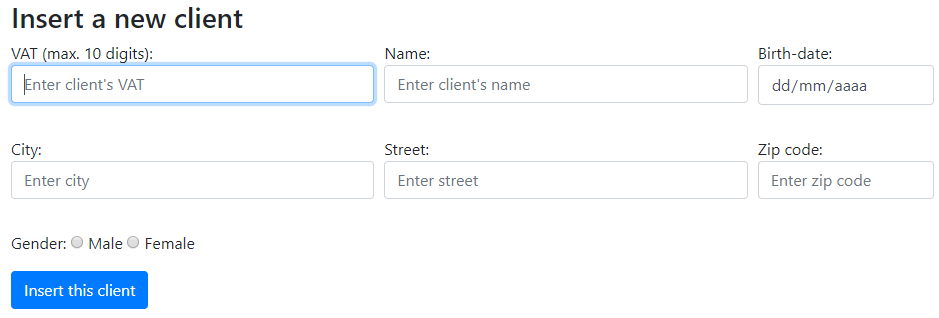 Insert a new client
VAT (max. 10 digits): Name: Birth-date:
Enter client's VAT Enter client's name dd/mm/aaaa
City: Street: Zip code:
Enter city Enter street Enter zip code
Gender: Male Female
Insert this client